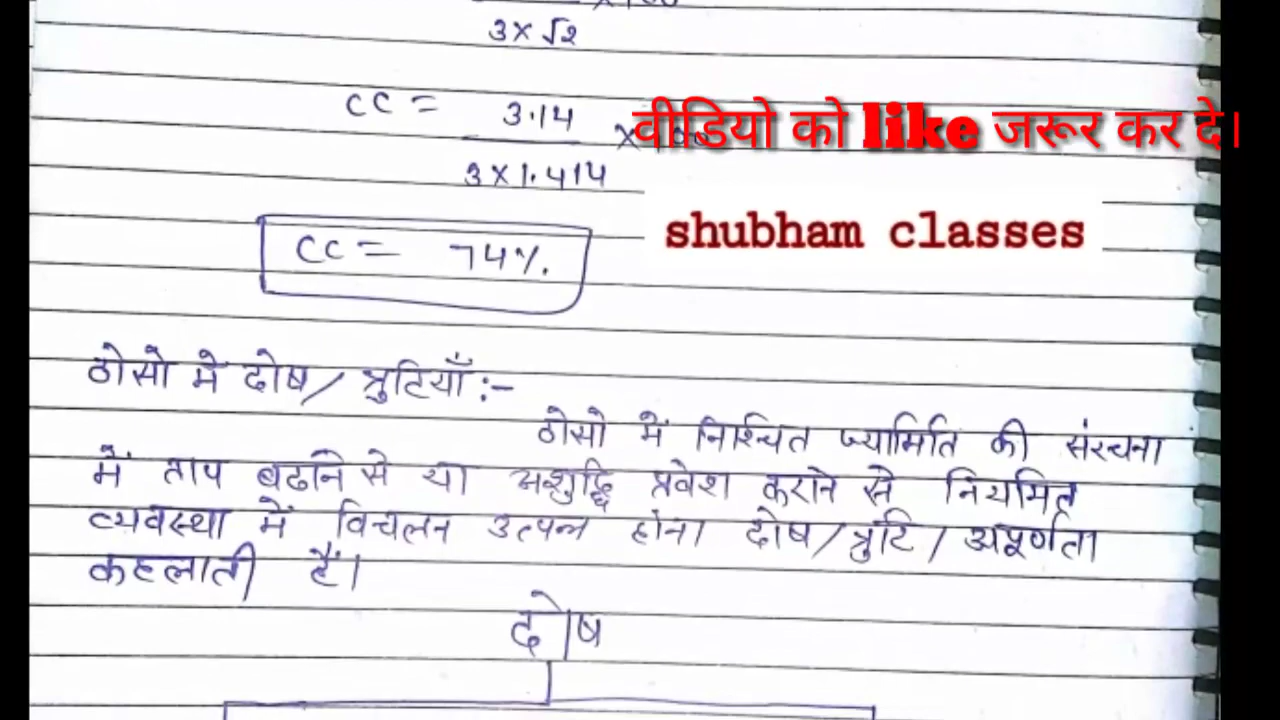 3×√2
CC = 3.14
3×1.414
वीडियो को like जरूर कर दे।
shubham classes
CC = 74%.
ठोसो में दोष/ त्रुटियाँ :-
ठोसो में निश्चित ज्यामिति की संरचना
में ताप बढाने से या अशुद्धि प्रवेश कराने से नियमित
व्यवस्था में विचलन उत्पन्न होना दोष/त्रुटि/अपूर्णता
कहलाती हैं।
दोष